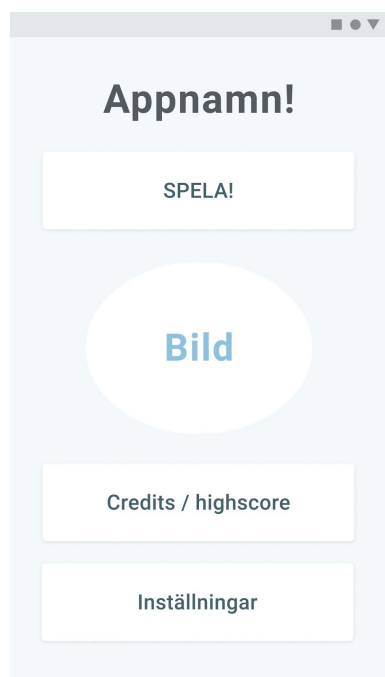 Appnamn!
SPELA!
Bild
Credits / highscore
Inställningar